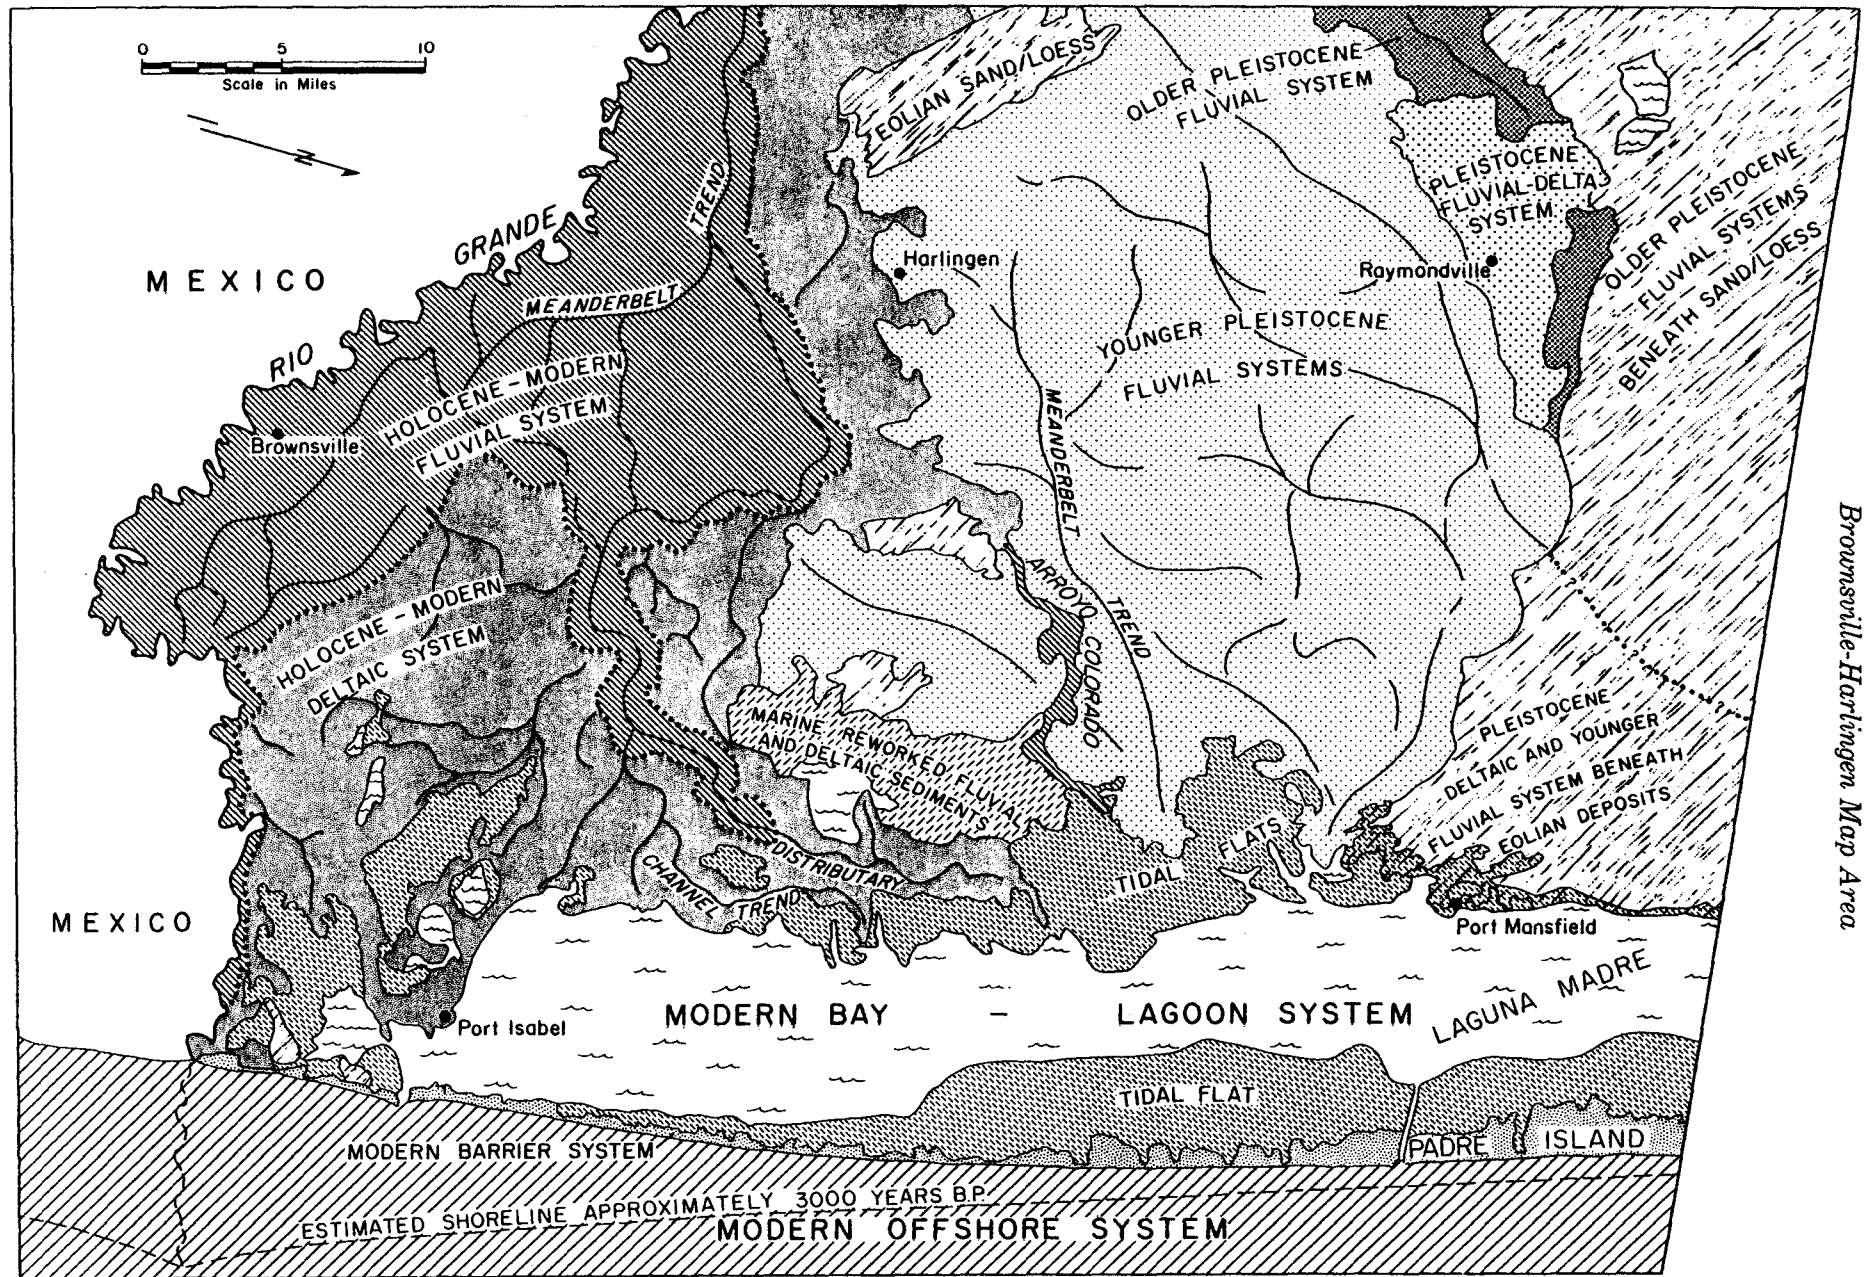 0 5 10
Scale in Miles
N
EOLIAN SAND/LOESS
OLDER PLEISTOCENE
FLUVIAL SYSTEM
PLEISTOCENE
FLUVIAL-DELTA
SYSTEM
OLDER PLEISTOCENE
FLUVIAL SYSTEMS
BENEATH SAND/LOESS
MEXICO
RIO GRANDE
MEANDERBELT TREND
Harlingen
Raymondville
YOUNGER PLEISTOCENE
FLUVIAL SYSTEMS
HOLOCENE - MODERN
FLUVIAL SYSTEM
Brownsville
MEANDERBELT TREND
ARROYO COLORADO
HOLOCENE - MODERN
DELTAIC SYSTEM
MARINE REWORKED FLUVIAL
AND DELTAIC SEDIMENTS
PLEISTOCENE
DELTAIC AND YOUNGER
FLUVIAL SYSTEM BENEATH
EOLIAN DEPOSITS
DISTRIBUTARY
CHANNEL TREND
TIDAL FLATS
MEXICO
Port Mansfield
Port Isabel
MODERN BAY - LAGOON SYSTEM
LAGUNA MADRE
TIDAL FLAT
PADRE ISLAND
MODERN BARRIER SYSTEM
ESTIMATED SHORELINE APPROXIMATELY 3000 YEARS B.P.
MODERN OFFSHORE SYSTEM
? ? ?
Brownsville-Harlingen Map Area